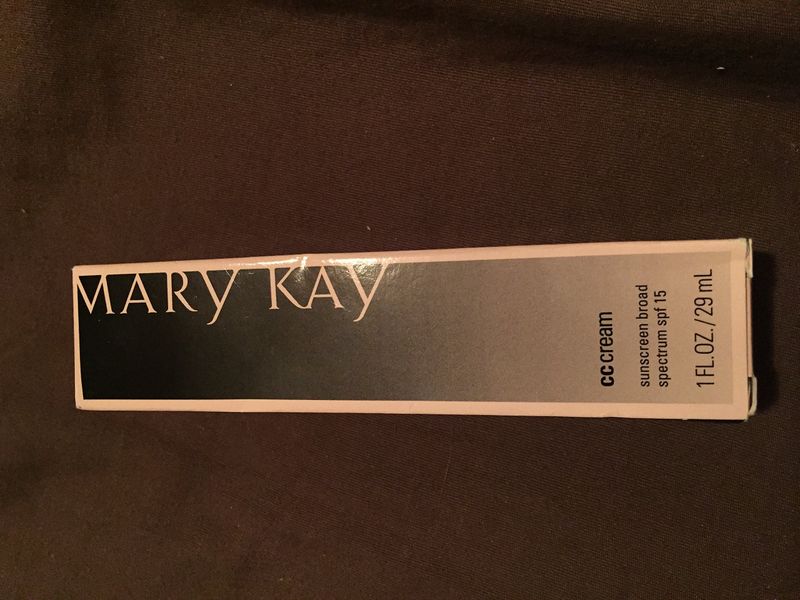 MARY KAY
cc cream
sunscreen broad
spectrum spf 15
1 FL.OZ./29 mL